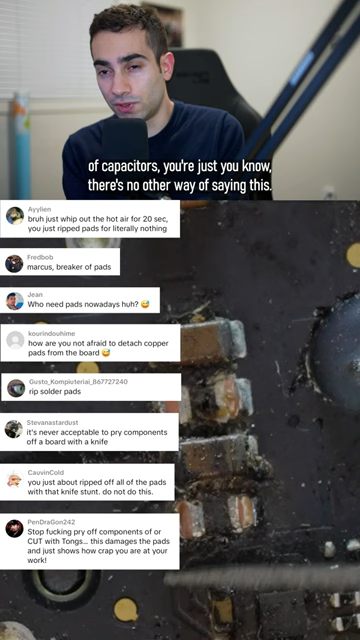 of capacitors, you're just you know,
there's no other way of saying this.
Ayylien
bruh just whip out the hot air for 20 sec,
you just ripped pads for literally nothing
Fredbob
marcus, breaker of pads
Jean
Who need pads nowadays huh? 😅
kourindouhime
how are you not afraid to detach copper
pads from the board 😅
Gusto_Kompiuteriai_867727240
rip solder pads
Stevanastardust
it's never acceptable to pry components
off a board with a knife
CauvinCold
you just about ripped off all of the pads
with that knife stunt. do not do this.
PenDraGon242
Stop fucking pry off components of or
CUT with Tongs... this damages the pads
and just shows how crap you are at your
work!